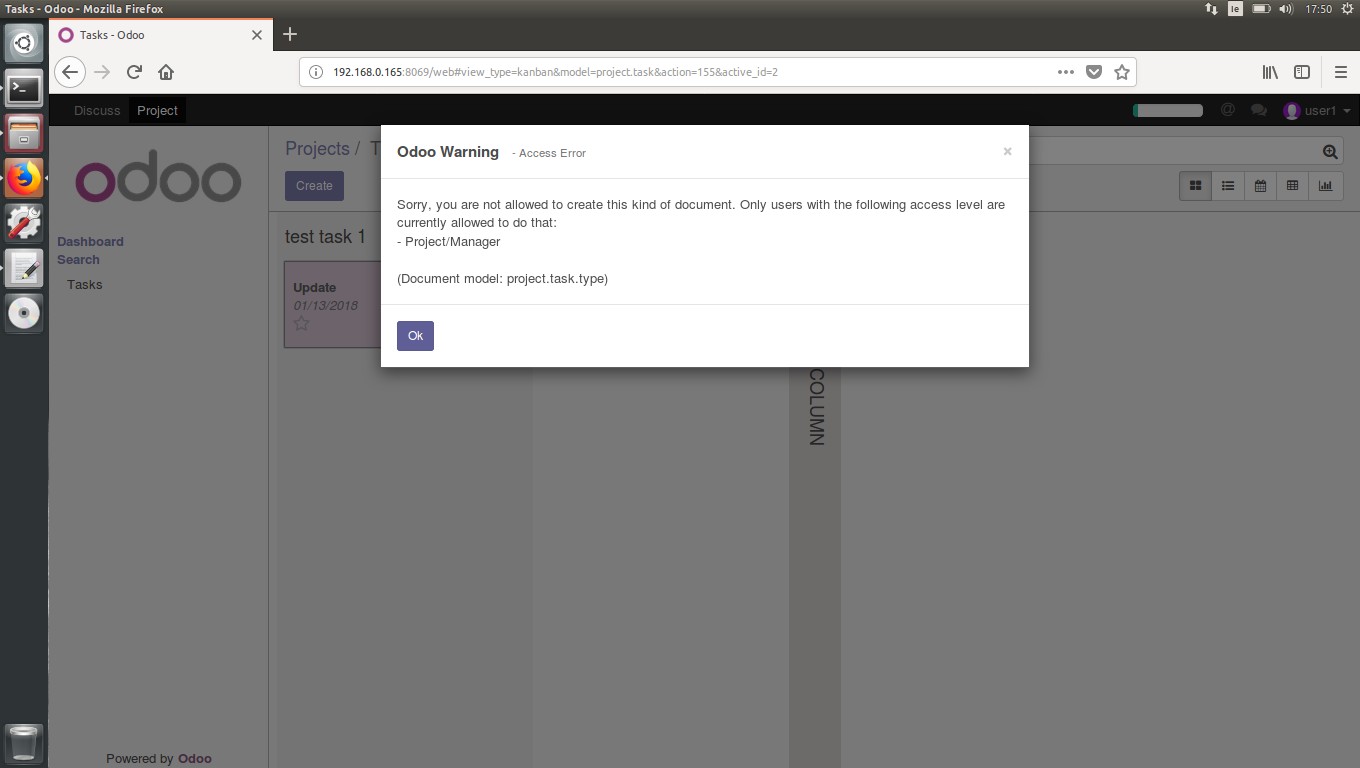 Tasks - Odoo - Mozilla Firefox
Ie
17:50
Tasks - Odoo
192.168.0.165:8069/web#view_type=kanban&model=project.task&action=155&active_id=2
Discuss
Project
user1
odoo
Dashboard
Search
Tasks
Powered by Odoo
Projects / T
Create
test task 1
Update
01/13/2018
COLUMN
Odoo Warning - Access Error
×
Sorry, you are not allowed to create this kind of document. Only users with the following access level are
currently allowed to do that:
- Project/Manager
(Document model: project.task.type)
Ok